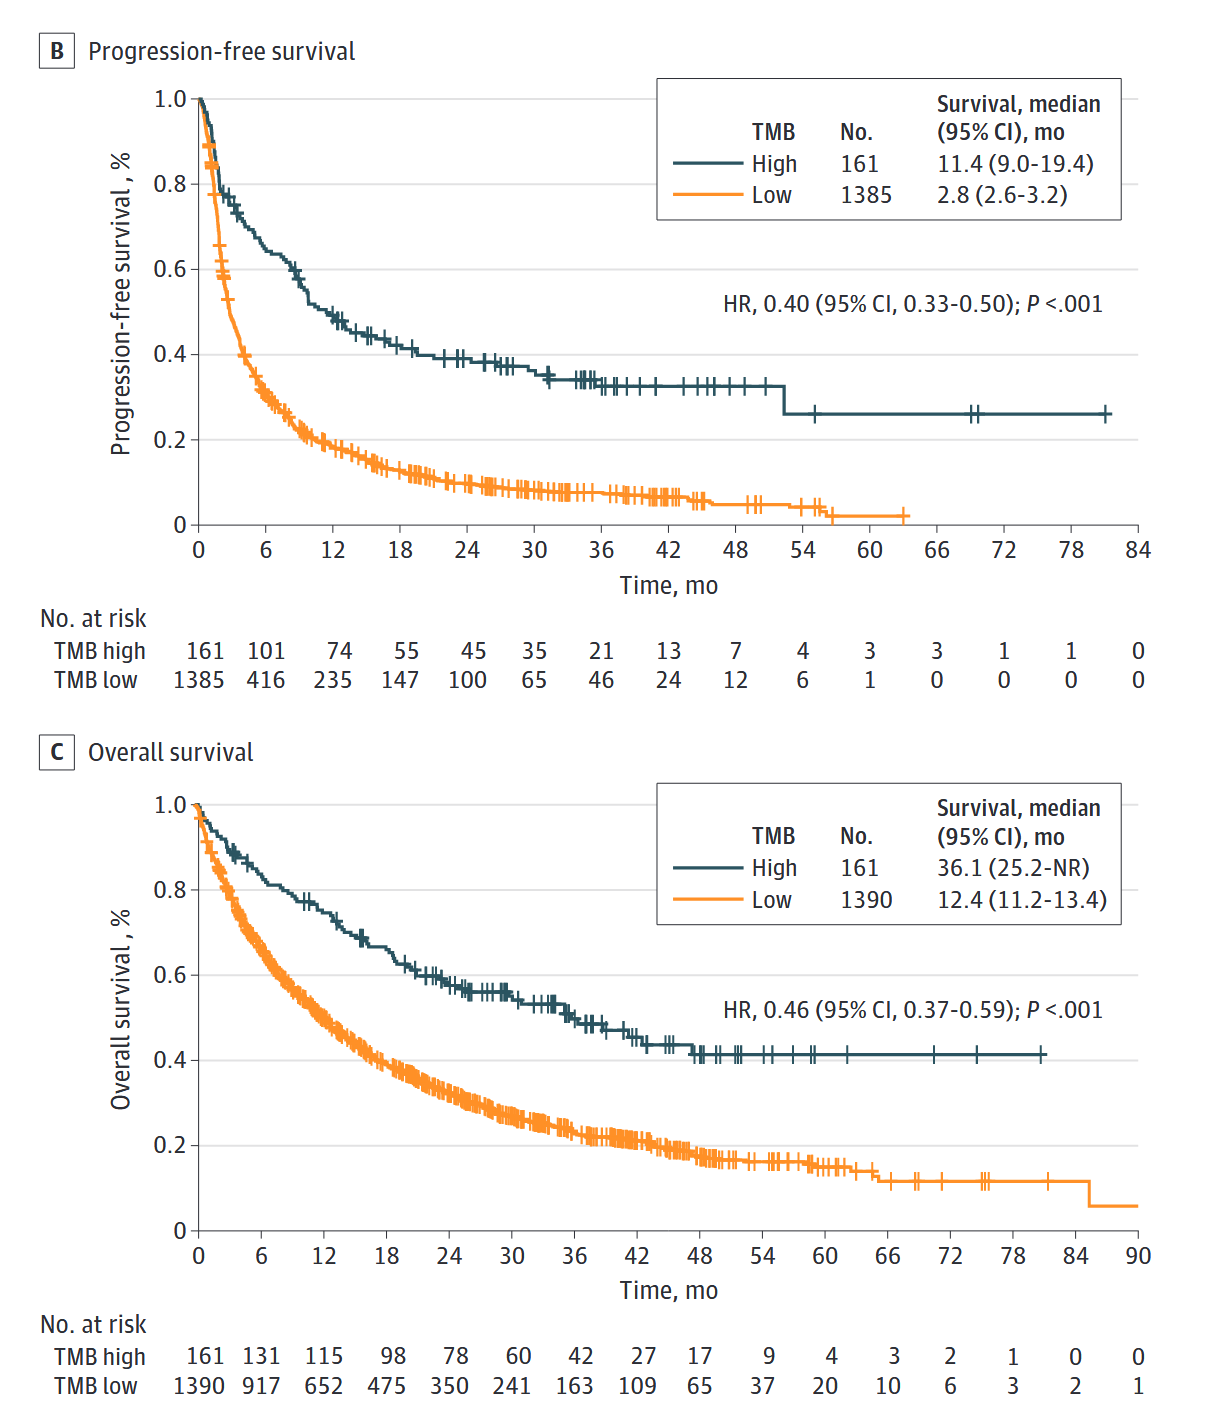 B Progression-free survival
Survival, median
TMB No. (95% CI), mo
High 161 11.4 (9.0-19.4)
Low 1385 2.8 (2.6-3.2)
HR, 0.40 (95% CI, 0.33-0.50); P <.001
Progression-free survival, %
1.0
0.8
0.6
0.4
0.2
0
0 6 12 18 24 30 36 42 48 54 60 66 72 78 84
Time, mo
No. at risk
TMB high 161 101 74 55 45 35 21 13 7 4 3 3 1 1 0
TMB low 1385 416 235 147 100 65 46 24 12 6 1 0 0 0 0
C Overall survival
Survival, median
TMB No. (95% CI), mo
High 161 36.1 (25.2-NR)
Low 1390 12.4 (11.2-13.4)
HR, 0.46 (95% CI, 0.37-0.59); P <.001
Overall survival, %
1.0
0.8
0.6
0.4
0.2
0
0 6 12 18 24 30 36 42 48 54 60 66 72 78 84 90
Time, mo
No. at risk
TMB high 161 131 115 98 78 60 42 27 17 9 4 3 2 1 0 0
TMB low 1390 917 652 475 350 241 163 109 65 37 20 10 6 3 2 1